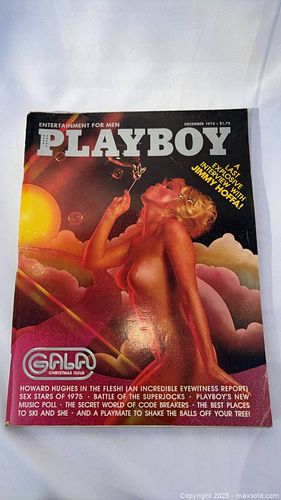 ENTERTAINMENT FOR MEN
DECEMBER 1975 • $1.75
PLAYBOY
A
LAST
EXPLOSIVE
INTERVIEW WITH
JIMMY HOFFA!
GALA
CHRISTMAS ISSUE
HOWARD HUGHES IN THE FLESH! (AN INCREDIBLE EYEWITNESS REPORT)
SEX STARS OF 1975 • BATTLE OF THE SUPERJOCKS • PLAYBOY'S NEW
MUSIC POLL • THE SECRET WORLD OF CODE BREAKERS • THE BEST PLACES
TO SKI AND SHE • AND A PLAYMATE TO SHAKE THE BALLS OFF YOUR TREE!
Copyright 2025 - maxsold.com